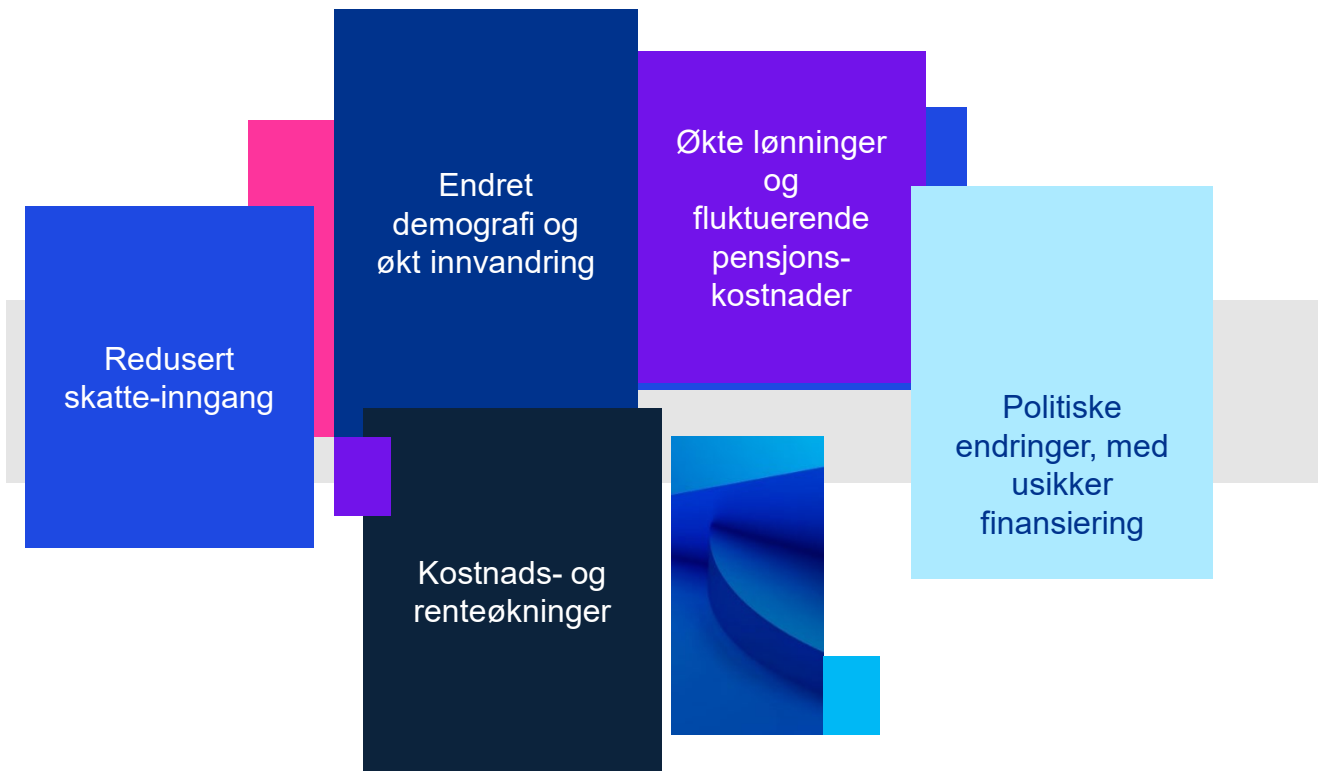 Redusert
skatte-inngang
Endret
demografi og
økt innvandring
Økte lønninger
og
fluktuerende
pensjons-
kostnader
Kostnads- og
renteøkninger
Politiske
endringer, med
usikker
finansiering